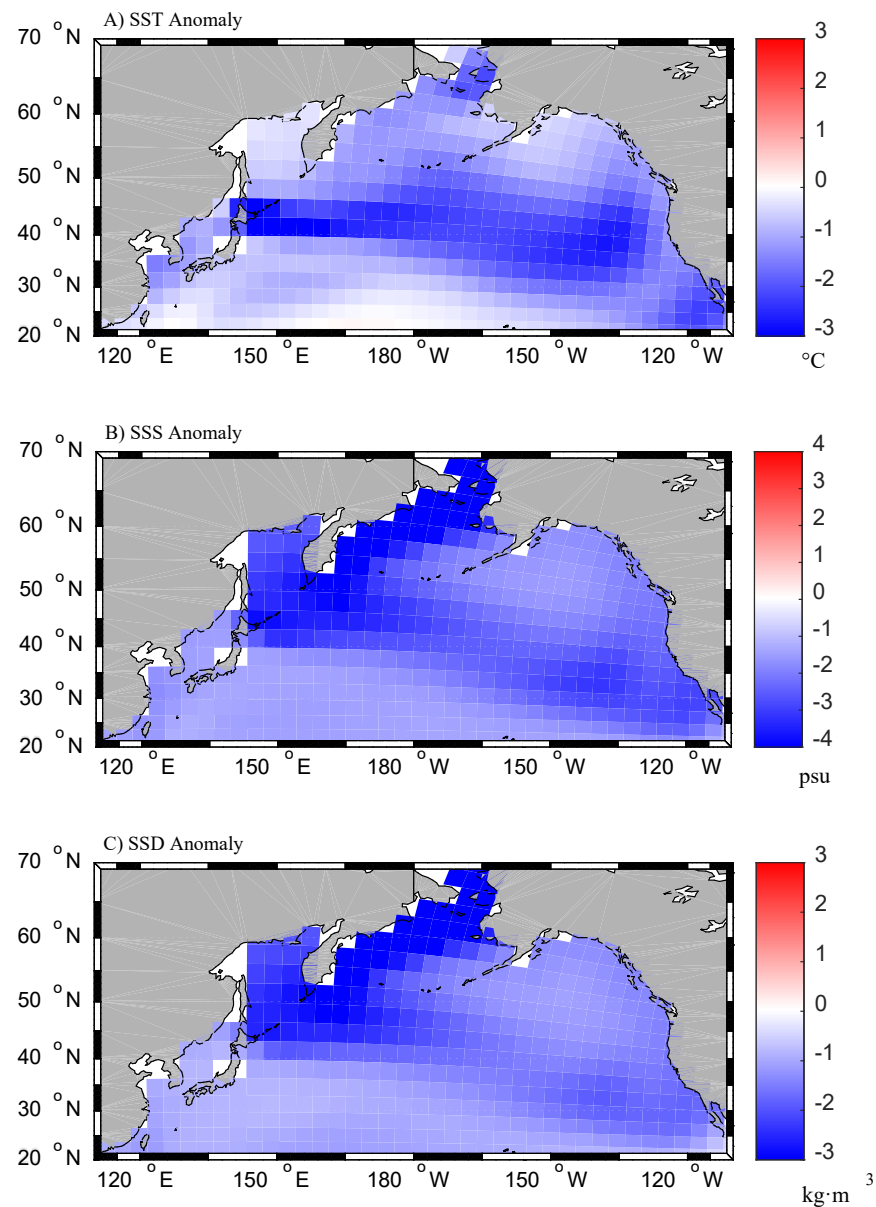 A) SST Anomaly
70 °N
60 °N
50 °N
40 °N
30 °N
20 °N
120 °E
150 °E
180 °W
150 °W
120 °W
3
2
1
0
-1
-2
-3
°C
B) SSS Anomaly
70 °N
60 °N
50 °N
40 °N
30 °N
20 °N
120 °E
150 °E
180 °W
150 °W
120 °W
4
3
2
1
0
-1
-2
-3
-4
psu
C) SSD Anomaly
70 °N
60 °N
50 °N
40 °N
30 °N
20 °N
120 °E
150 °E
180 °W
150 °W
120 °W
3
2
1
0
-1
-2
-3
kg·m 3